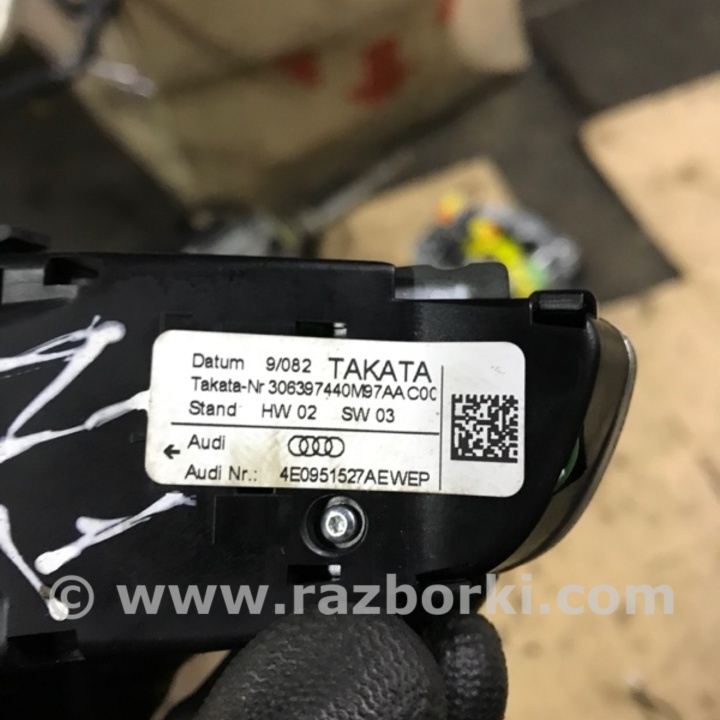 Datum 9/082 TAKATA
Takata-Nr 306397440M97AA C00
Stand HW 02 SW 03
← Audi
Audi Nr.: 4E0951527AEWEP
© www.razborki.com